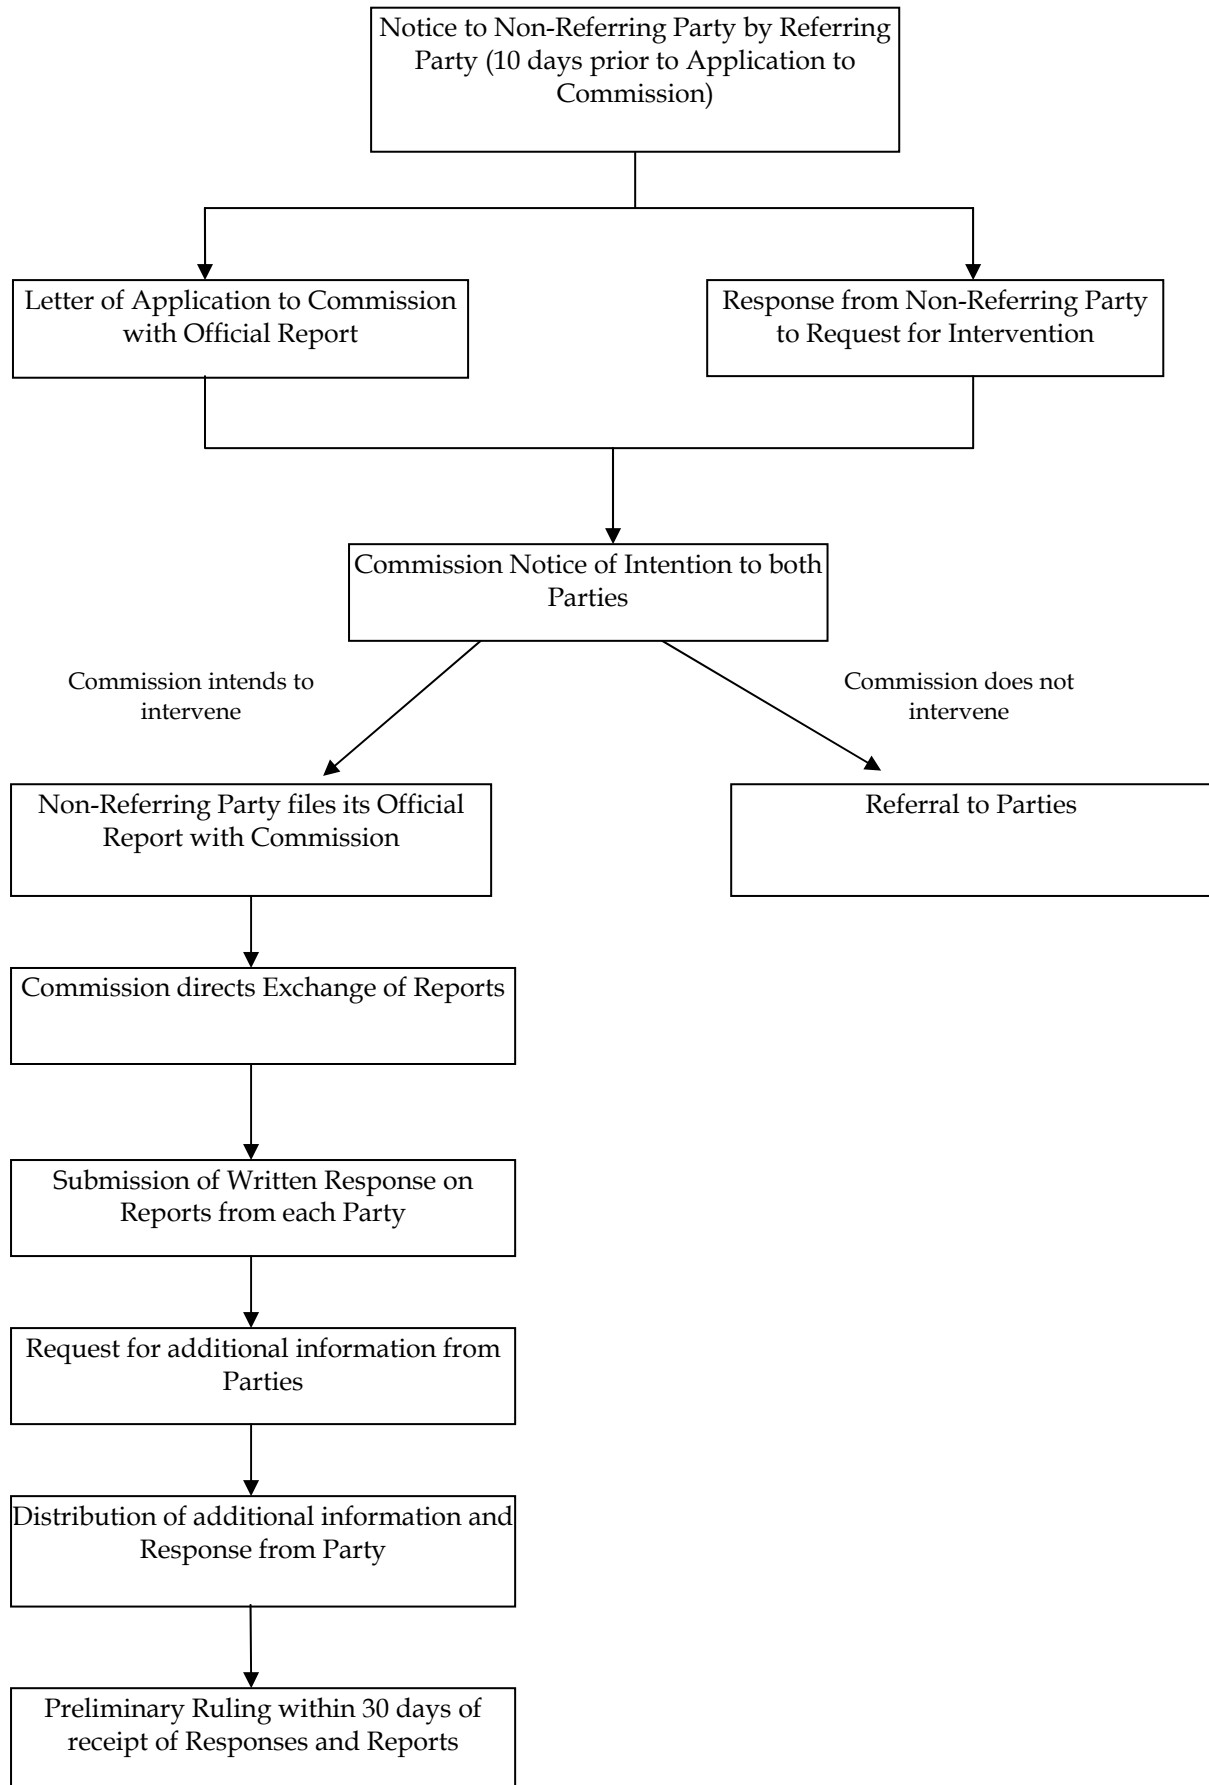 Notice to Non-Referring Party by Referring
Party (10 days prior to Application to
Commission)
Letter of Application to Commission
with Official Report
Response from Non-Referring Party
to Request for Intervention
Commission Notice of Intention to both
Parties
Commission intends to
intervene
Commission does not
intervene
Non-Referring Party files its Official
Report with Commission
Referral to Parties
Commission directs Exchange of Reports
Submission of Written Response on
Reports from each Party
Request for additional information from
Parties
Distribution of additional information and
Response from Party
Preliminary Ruling within 30 days of
receipt of Responses and Reports